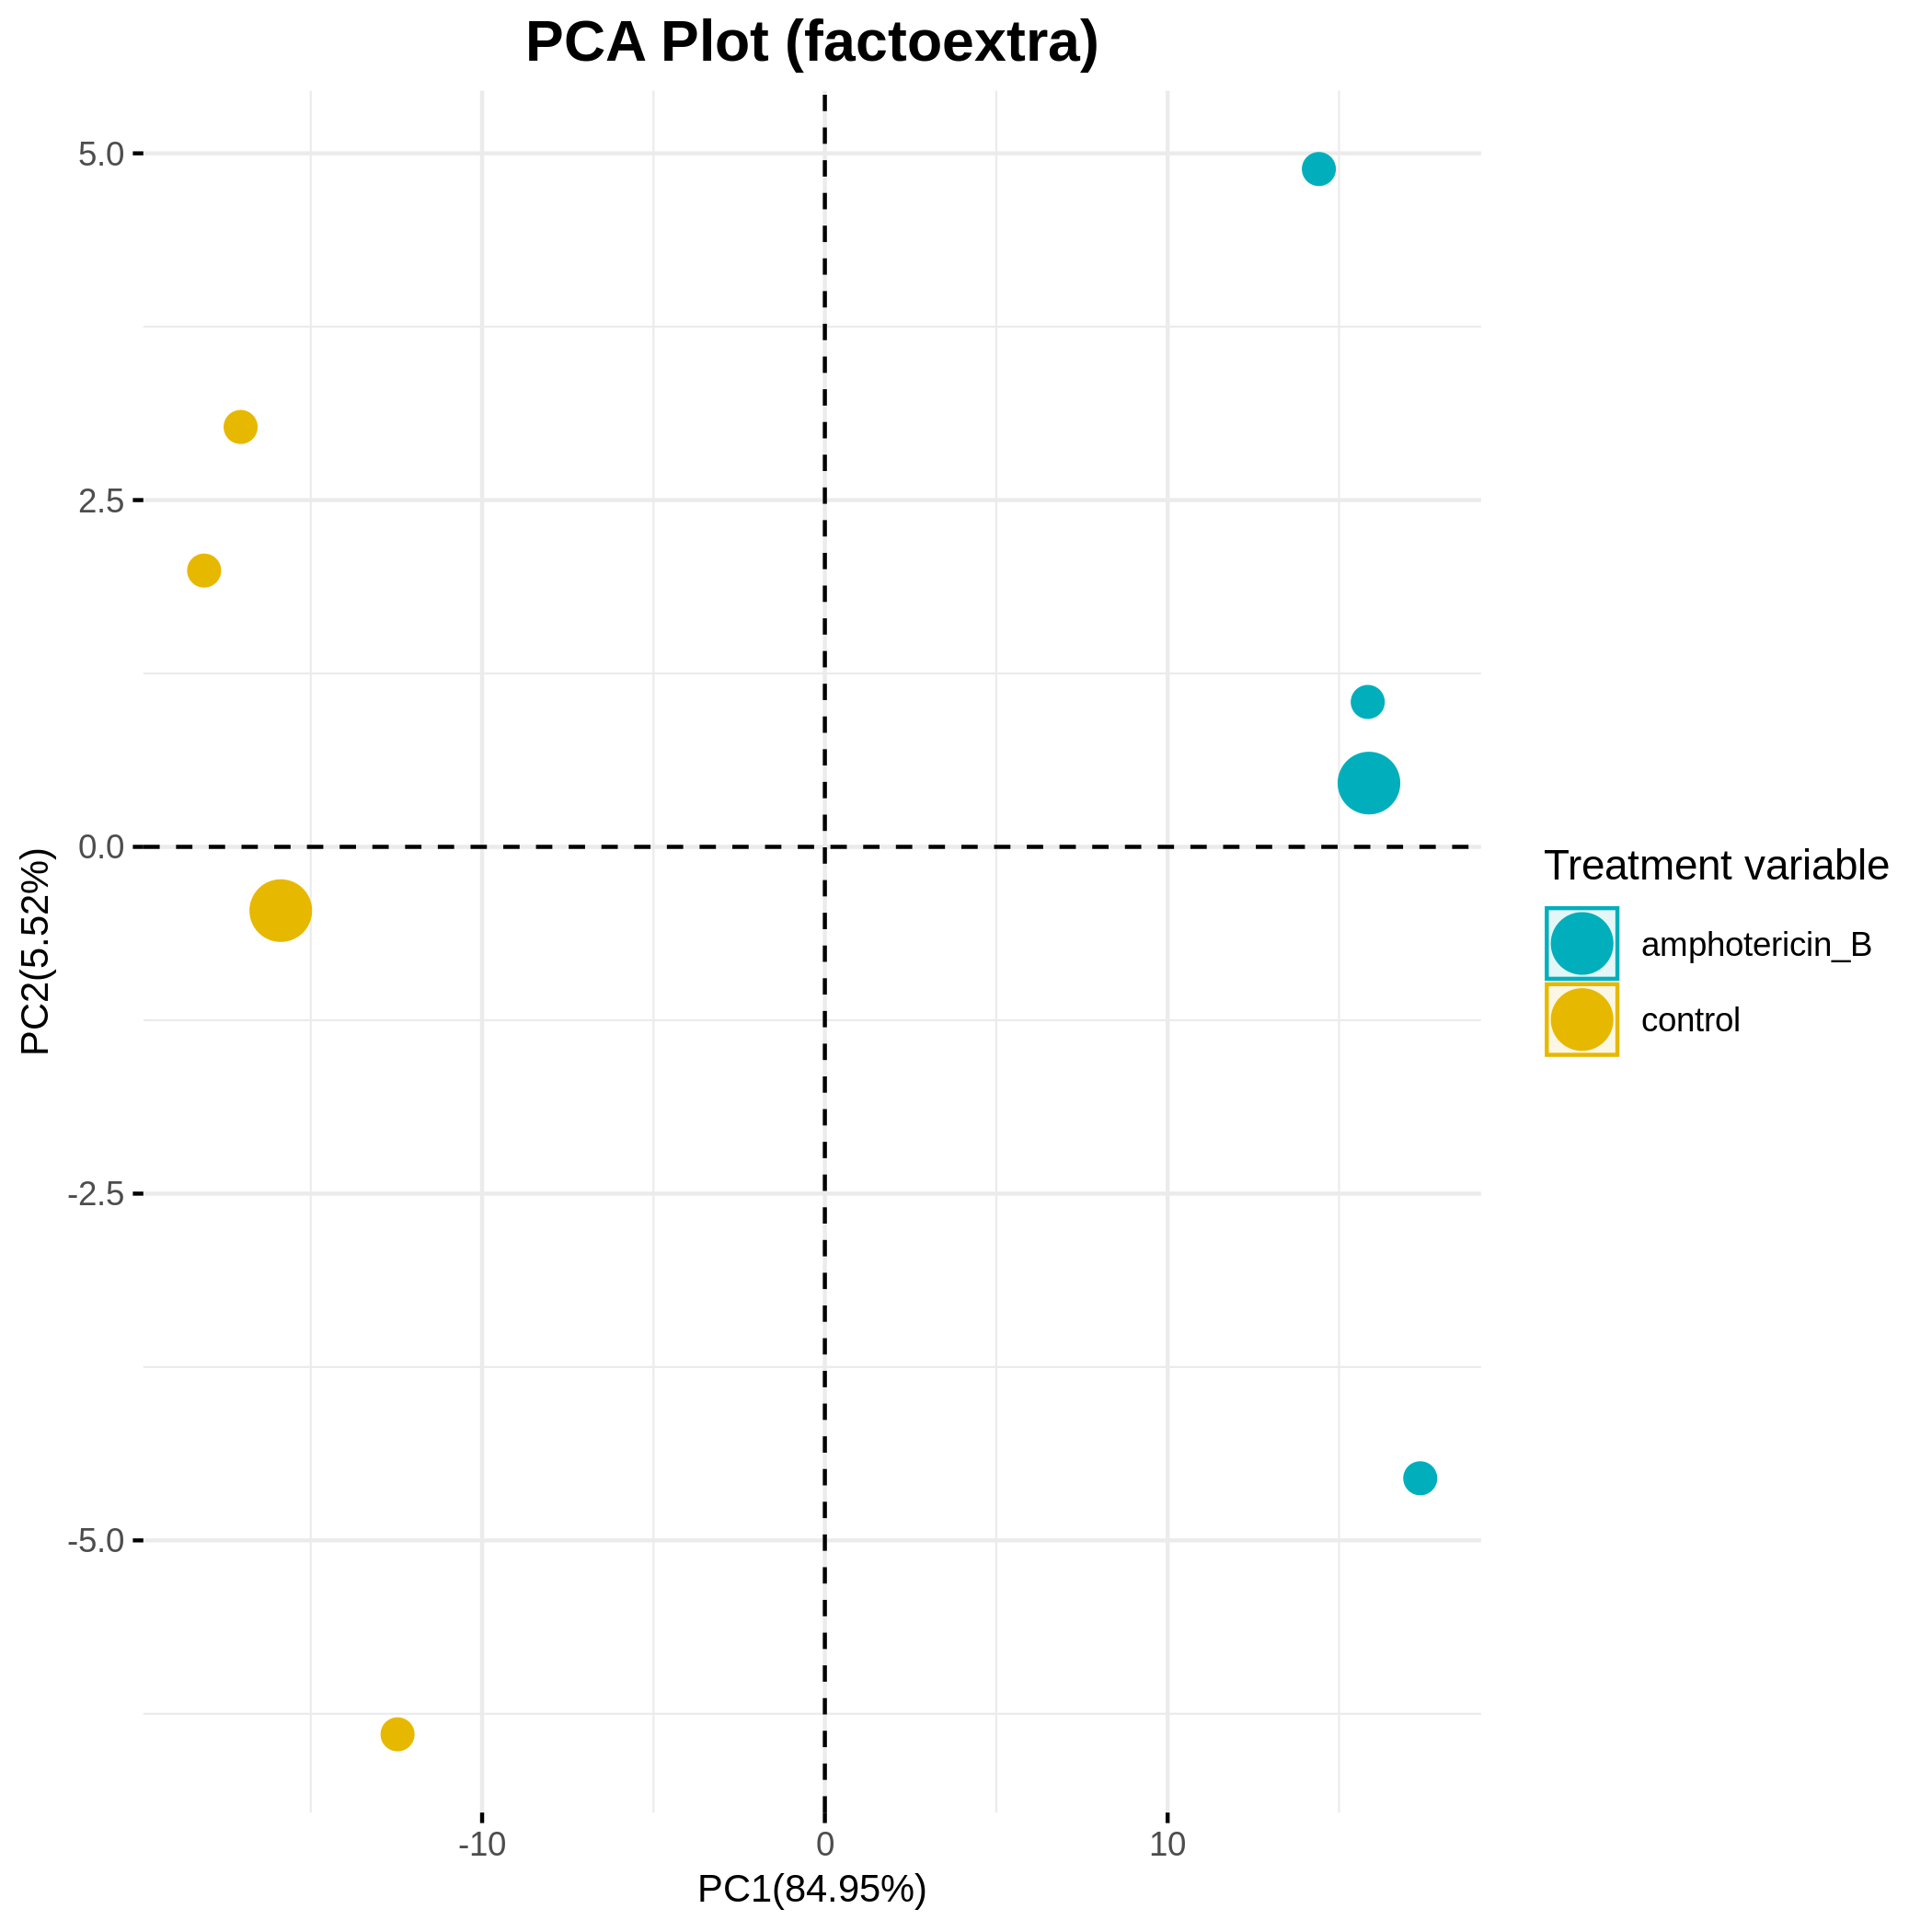 PCA Plot (factoextra)
5.0
2.5
0.0
-2.5
-5.0
PC2(5.52%)
-10
0
10
PC1(84.95%)
Treatment variable
amphotericin_B
control